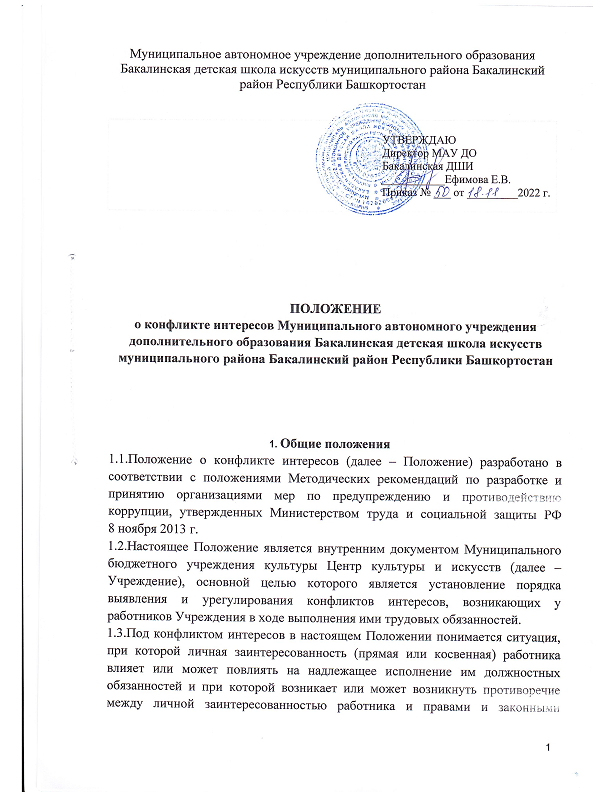 Муниципальное автономное учреждение дополнительного образования
Бакалинская детская школа искусств муниципального района Бакалинский
район Республики Башкортостан
УТВЕРЖДАЮ
Директор МАУ ДО
Бакалинская ДШИ
Ефимова Е.В.
Приказ № 50 от 18.11 2022 г.
ПОЛОЖЕНИЕ
о конфликте интересов Муниципального автономного учреждения
дополнительного образования Бакалинская детская школа искусств
муниципального района Бакалинский район Республики Башкортостан
1. Общие положения
1.1.Положение о конфликте интересов (далее – Положение) разработано в
соответствии с положениями Методических рекомендаций по разработке и
принятию организациями мер по предупреждению и противодействию
коррупции, утвержденных Министерством труда и социальной защиты РФ
8 ноября 2013 г.
1.2.Настоящее Положение является внутренним документом Муниципального
бюджетного учреждения культуры Центр культуры и искусств (далее –
Учреждение), основной целью которого является установление порядка
выявления и урегулирования конфликтов интересов, возникающих у
работников Учреждения в ходе выполнения ими трудовых обязанностей.
1.3.Под конфликтом интересов в настоящем Положении понимается ситуация,
при которой личная заинтересованность (прямая или косвенная) работника
влияет или может повлиять на надлежащее исполнение им должностных
обязанностей и при которой возникает или может возникнуть противоречие
между личной заинтересованностью работника и правами и законными
1